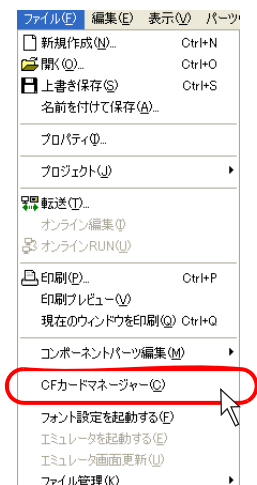 ファイル(F) 編集(E) 表示(V) パーツ
新規作成(N)... Ctrl+N
開く(O)... Ctrl+O
上書き保存(S) Ctrl+S
名前を付けて保存(A)...
プロパティ(I)...
プロジェクト(J)
転送(T)...
オンライン編集(I)
オンラインRUN(U)
印刷(P)... Ctrl+P
印刷プレビュー(V)
現在のウィンドウを印刷(Q) Ctrl+Q
コンポーネントパーツ編集(M)
CFカードマネージャー(C)
フォント設定を起動する(F)
エミュレータを起動する(E)
エミュレータ画面更新(U)
ファイル管理(K)